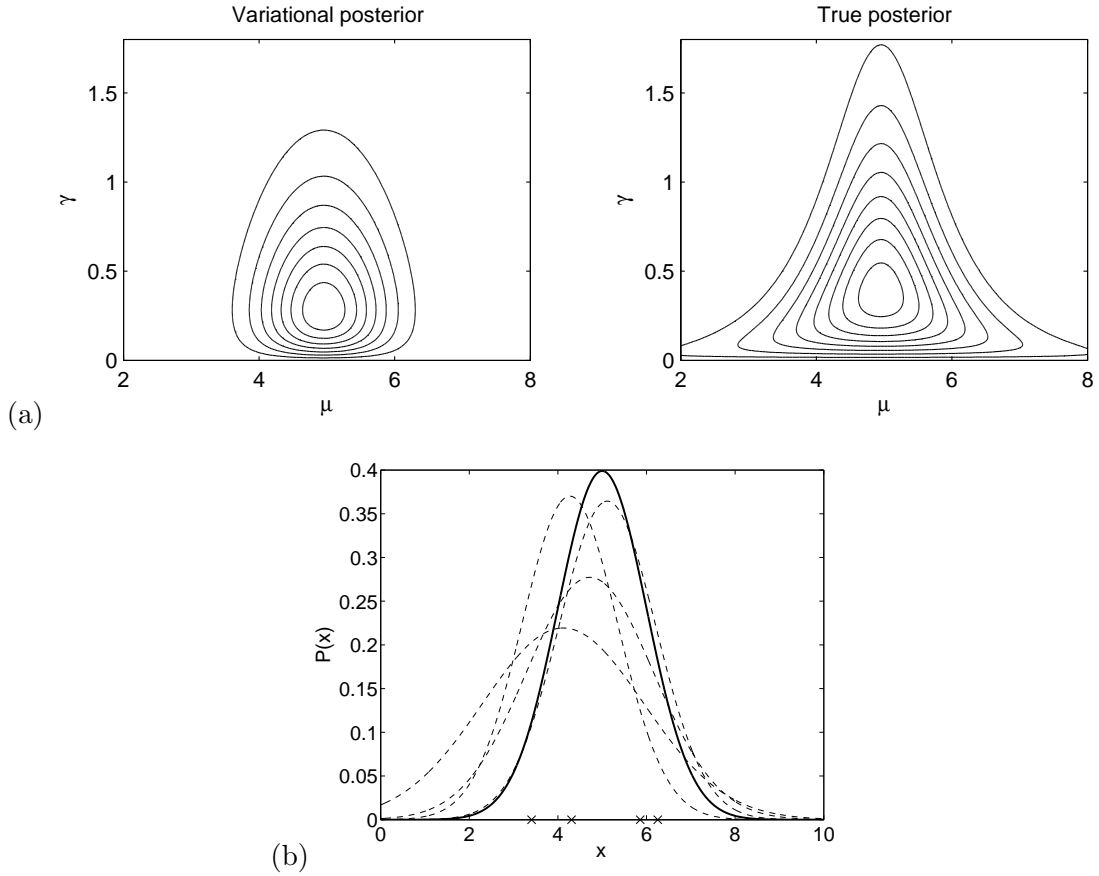 Variational posterior
True posterior
1.5
1
0.5
0
γ
2 4 6 8
μ
1.5
1
0.5
0
γ
2 4 6 8
μ
(a)
0.4
0.35
0.3
0.25
0.2
0.15
0.1
0.05
0
P(x)
0 2 4 6 8 10
x
(b)